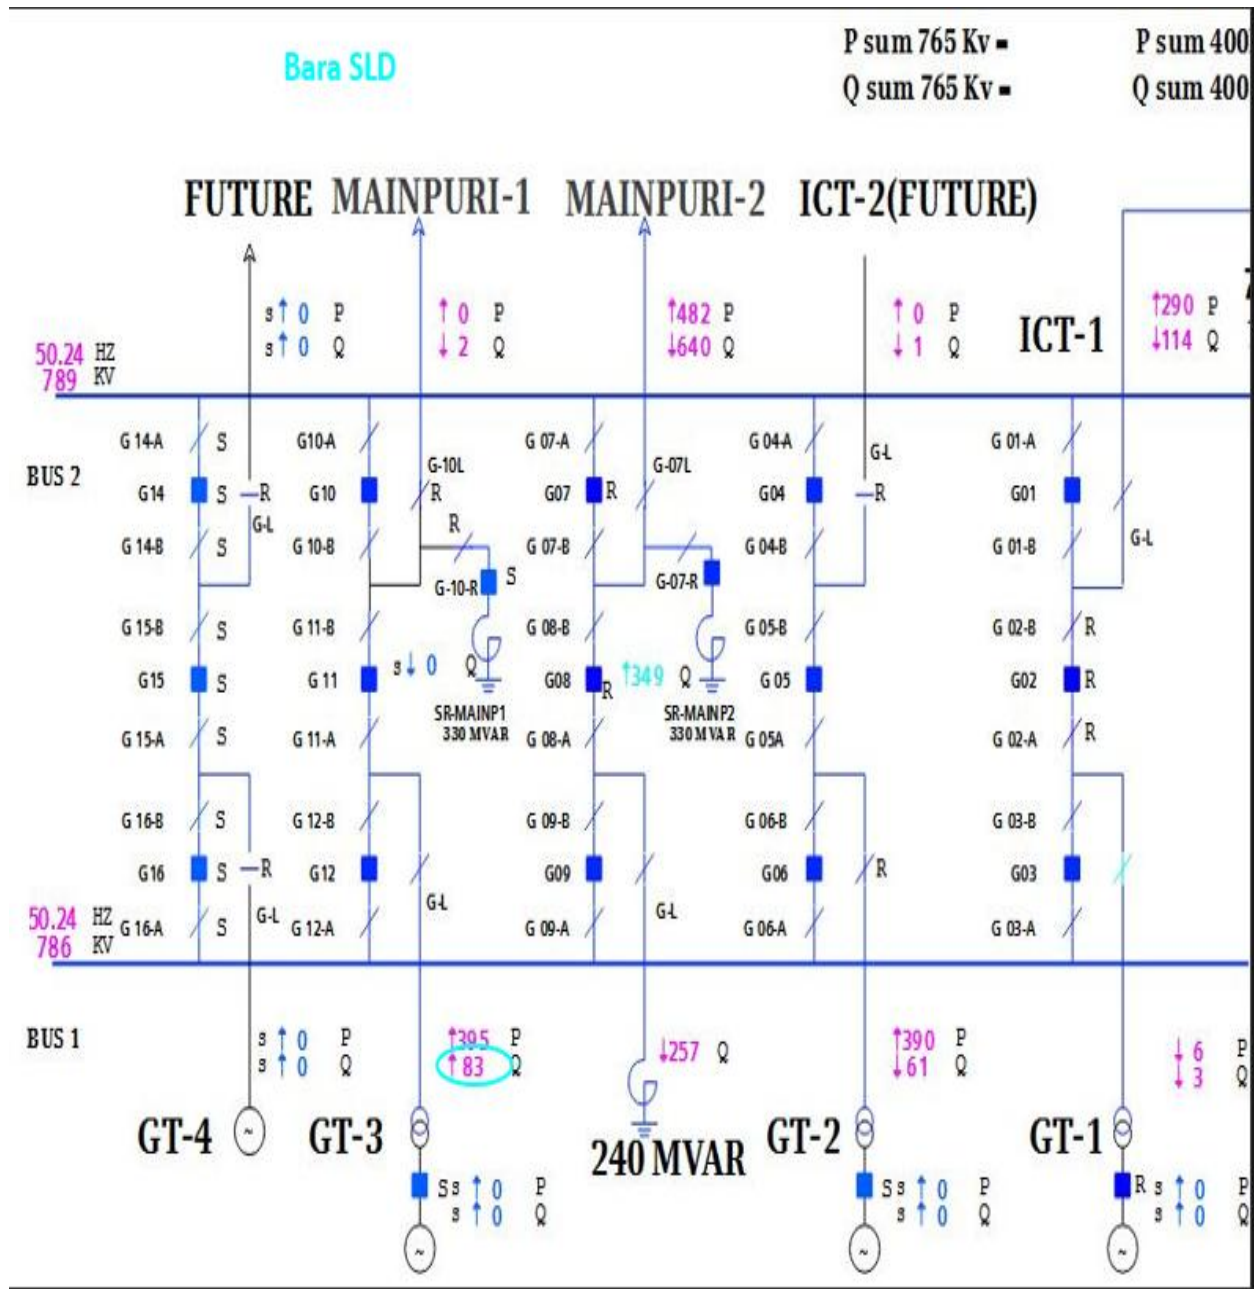 Bara SLD
P sum 765 Kv =
P sum 400
Q sum 765 Kv =
Q sum 400
FUTURE MAINPURI-1 MAINPURI-2 ICT-2(FUTURE)
s ↑ 0 P ↑ 0 P ↑482 P ↑ 0 P ↑290 P
s ↑ 0 Q ↓ 2 Q ↓640 Q ↓ 1 Q ↓114 Q
ICT-1
50.24 HZ
789 KV
G 14-A S G10-A G 07-A G 04-A G 01-A
G-10L G-07L G-L
BUS 2
G14 S R G10 R G07 R G04 R G01
G-L R G-L
G 14-B S G 10-B G 07-B G 04-B G 01-B
G-10-R S G-07-R
G 15-B S G 11-B G 08-B G 05-B G 02-B R
s ↓ 0 Q ↑349 Q
G15 S G 11 G08 R G 05 G02 R
SR-MAINP1 SR-MAINP2
330 MVAR 330 MVAR
G 15-A S G 11-A G 08-A G 05A G 02-A R
G 16-B S G 12-B G 09-B G 06-B G 03-B
G16 S R G12 G09 G06 R G03
G-L G-L G-L
50.24 HZ
786 KV
G 16-A S G 12-A G 09-A G 06-A G 03-A
BUS 1
s ↑ 0 P ↑395 P ↑390 P ↓ 6 P
s ↑ 0 Q ↑ 83 Q ↓257 Q ↓61 Q ↓ 3 Q
GT-4 GT-3 240 MVAR GT-2 GT-1
~
S s ↑ 0 P S s ↑ 0 P R s ↑ 0 P
s ↑ 0 Q s ↑ 0 Q s ↑ 0 Q
~ ~ ~